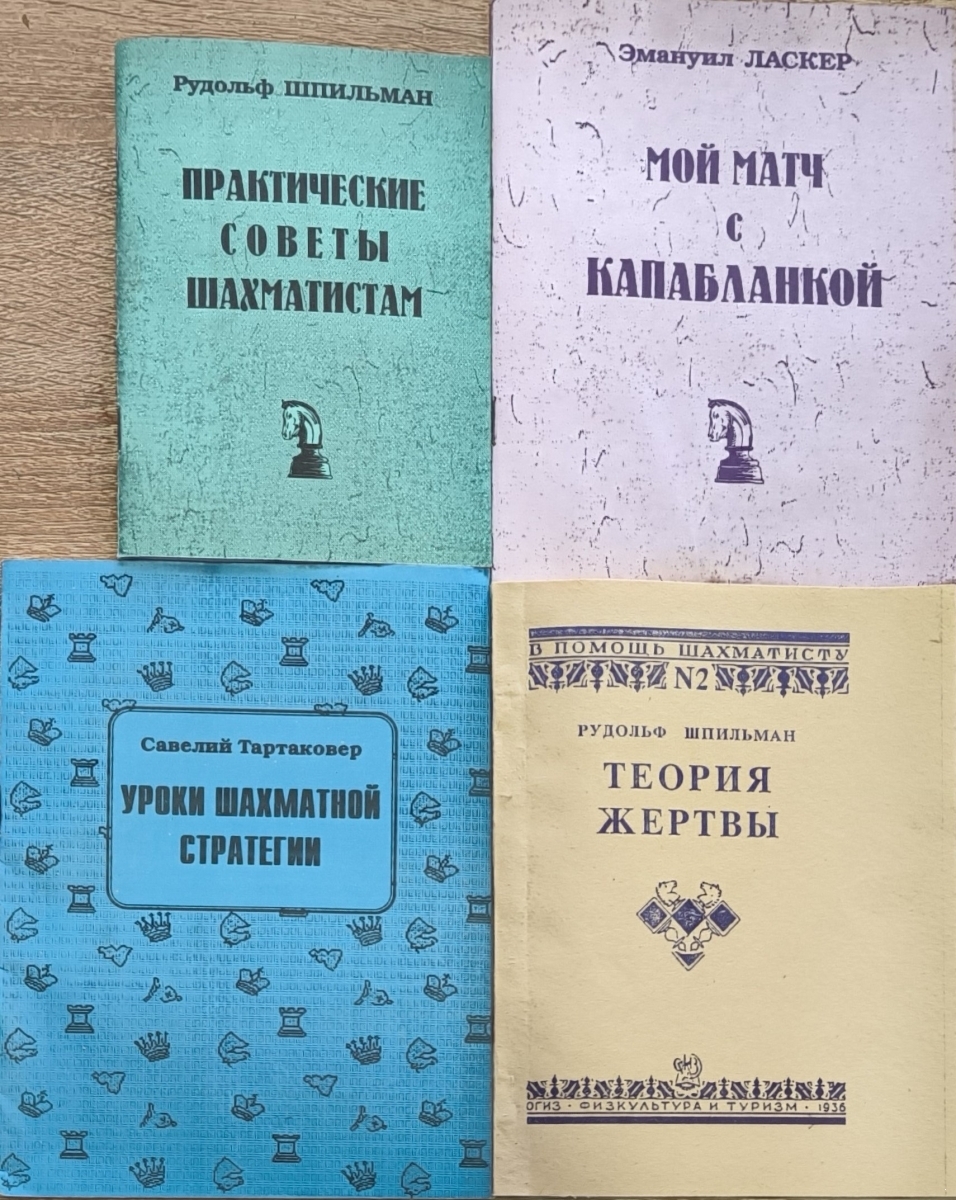 Рудольф ШПИЛЬМАН
ПРАКТИЧЕСКИЕ
СОВЕТЫ
ШАХМАТИСТАМ
Эмануил ЛАСКЕР
МОЙ МАТЧ
С
КАПАБЛАНКОЙ
Савелий Тартаковер
УРОКИ ШАХМАТНОЙ
СТРАТЕГИИ
В ПОМОЩЬ ШАХМАТИСТУ
N2
РУДОЛЬФ ШПИЛЬМАН
ТЕОРИЯ
ЖЕРТВЫ
ОГИЗ · ФИЗКУЛЬТУРА И ТУРИЗМ · 1936